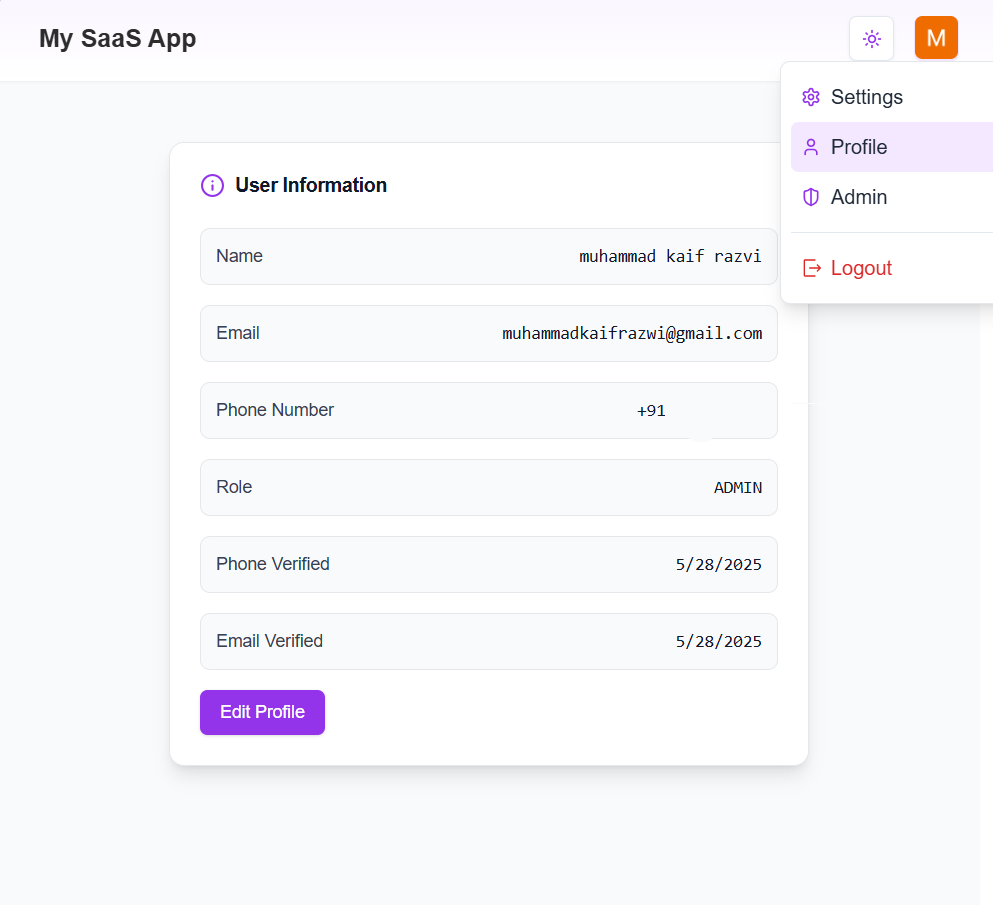 My SaaS App
M
Settings
Profile
Admin
Logout
User Information
Name muhammad kaif razvi
Email muhammadkaifrazwi@gmail.com
Phone Number +91
Role ADMIN
Phone Verified 5/28/2025
Email Verified 5/28/2025
Edit Profile